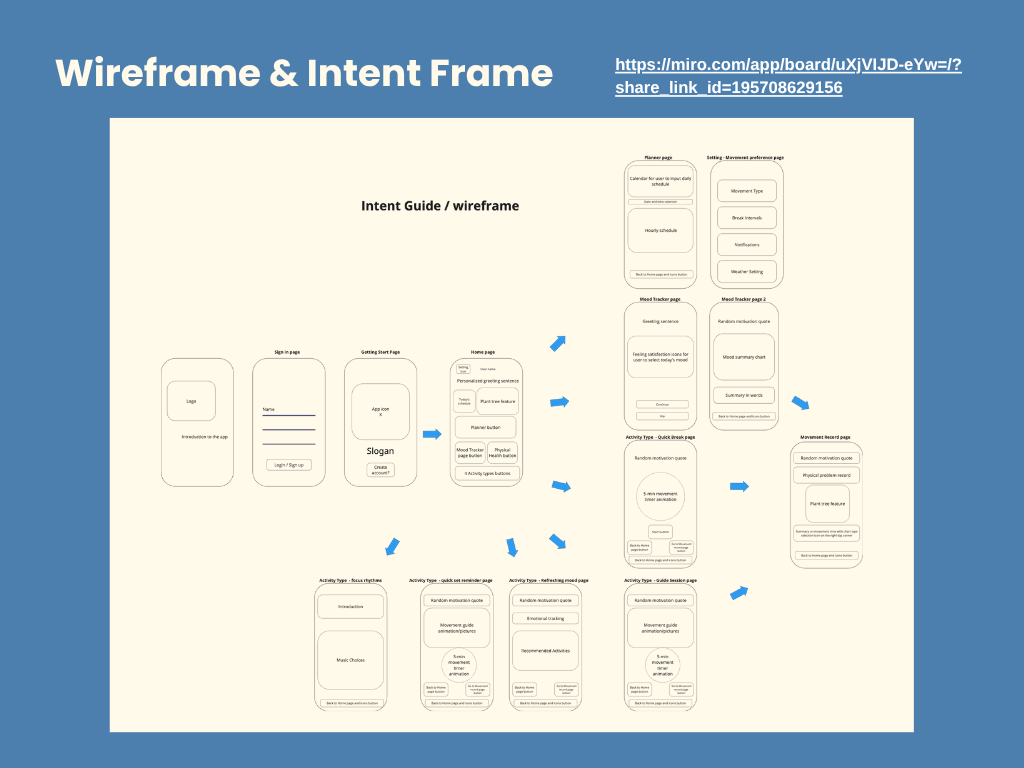 Wireframe & Intent Frame
https://miro.com/app/board/uXjVIJD-eYw=/?
share_link_id=195708629156
Intent Guide / wireframe
Planner page
Calendar for user to input daily
schedule
Hourly schedule
Back to Home page and icons button
Setting - Movement preference page
Movement Type
Break Intervals
Notifications
Weather Setting
Mood Tracker page
Greeting sentence
Feeling satisfaction icons for
user to select today's mood
Continue
Mood Tracker page 2
Random motivation quote
Mood summary chart
Summary in words
Back to Home page and icons button
Logo
Introduction to the app
Sign in page
Name
Login / Sign up
Getting Start Page
App icon
x
Slogan
Create
account?
Home page
Setting
icon
User name
Personalized greeting sentence
Today's
schedule
Plant tree feature
Planner button
Mood Tracker
page button
Physical
Health button
4 Activity types buttons
Activity Type - Quick Break page
Random motivation quote
5 min movement
timer animation
Start button
Back to Home
page button
Go to Movement
record page
button
Back to Home page and icons button
Movement Record page
Random motivation quote
Physical problem record
Plant tree feature
Back to Home page and icons button
Activity Type - focus rhythms
Introduction
Music Choices
Back to Home page and icons button
Activity Type - Quick set reminder page
Random motivation quote
Movement guide
animation/pictures
5 min
movement
timer
animation
Back to Home
page button
Go to Movement
record page
button
Back to Home page and icons button
Activity Type - Refreshing mood page
Random motivation quote
Emotional tracking
Recommended Activities
Back to Home
page button
Go to Movement
record page
button
Back to Home page and icons button
Activity Type - Guide Session page
Random motivation quote
Movement guide
animation/pictures
5 min
movement
timer
animation
Back to Home
page button
Go to Movement
record page
button
Back to Home page and icons button